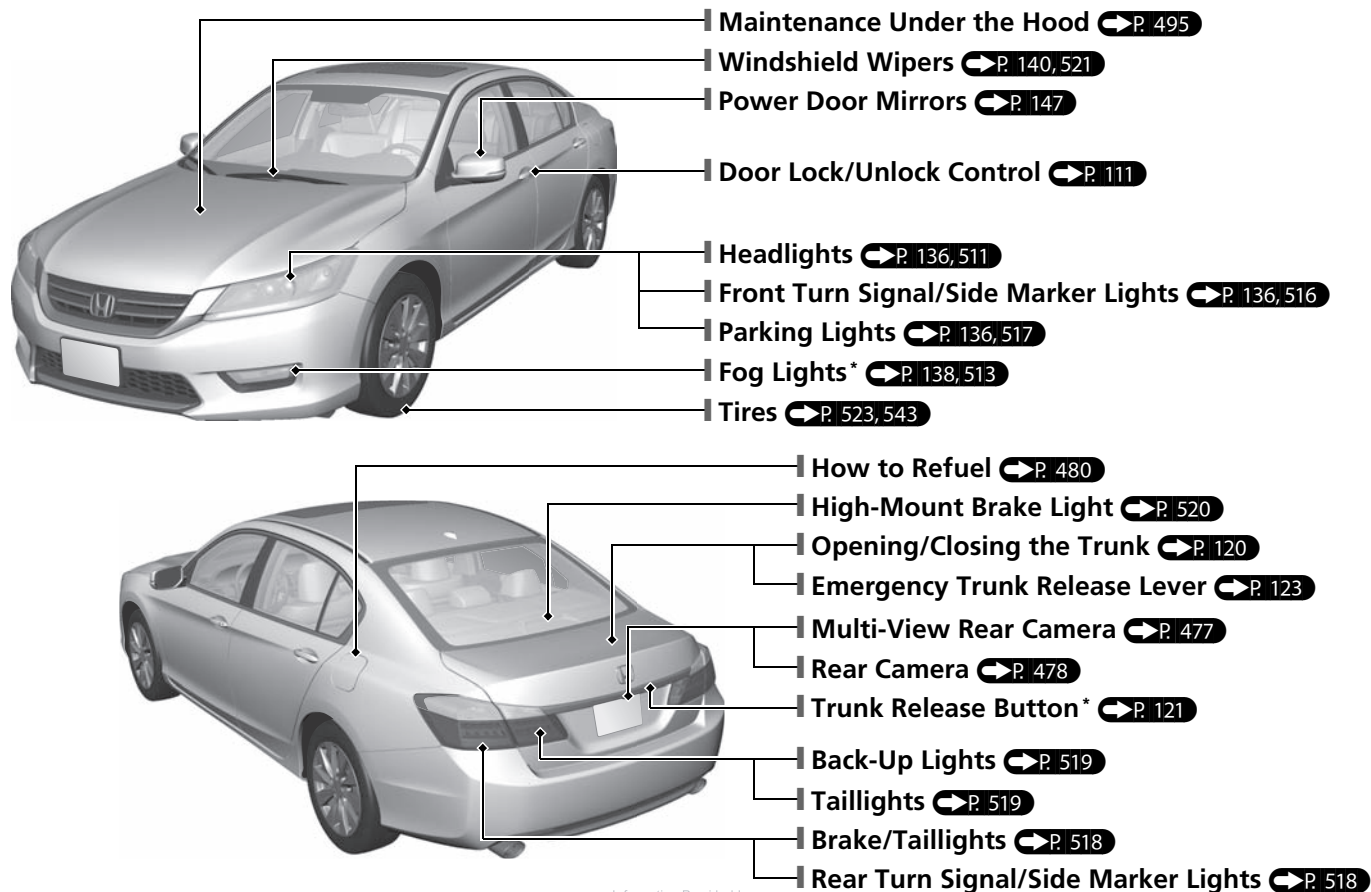 Maintenance Under the Hood P. 495
Windshield Wipers P. 140, 521
Power Door Mirrors P. 147
Door Lock/Unlock Control P. 111
Headlights P. 136, 511
Front Turn Signal/Side Marker Lights P. 136, 516
Parking Lights P. 136, 517
Fog Lights* P. 138, 513
Tires P. 523, 543
How to Refuel P. 480
High-Mount Brake Light P. 520
Opening/Closing the Trunk P. 120
Emergency Trunk Release Lever P. 123
Multi-View Rear Camera P. 477
Rear Camera P. 478
Trunk Release Button* P. 121
Back-Up Lights P. 519
Taillights P. 519
Brake/Taillights P. 518
Rear Turn Signal/Side Marker Lights P. 518